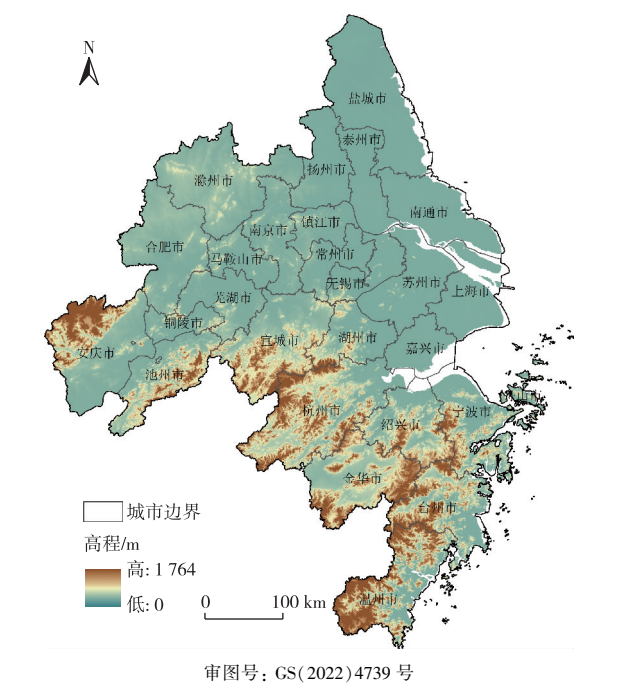 N
盐城市
泰州市
扬州市
滁州市
南通市
镇江市
南京市
合肥市
常州市
马鞍山市
无锡市
苏州市
上海市
芜湖市
铜陵市
宣城市
湖州市
嘉兴市
安庆市
池州市
杭州市
绍兴市
宁波市
金华市
台州市
温州市
城市边界
高程/m
高: 1 764
低: 0
0 100 km
审图号: GS(2022)4739 号